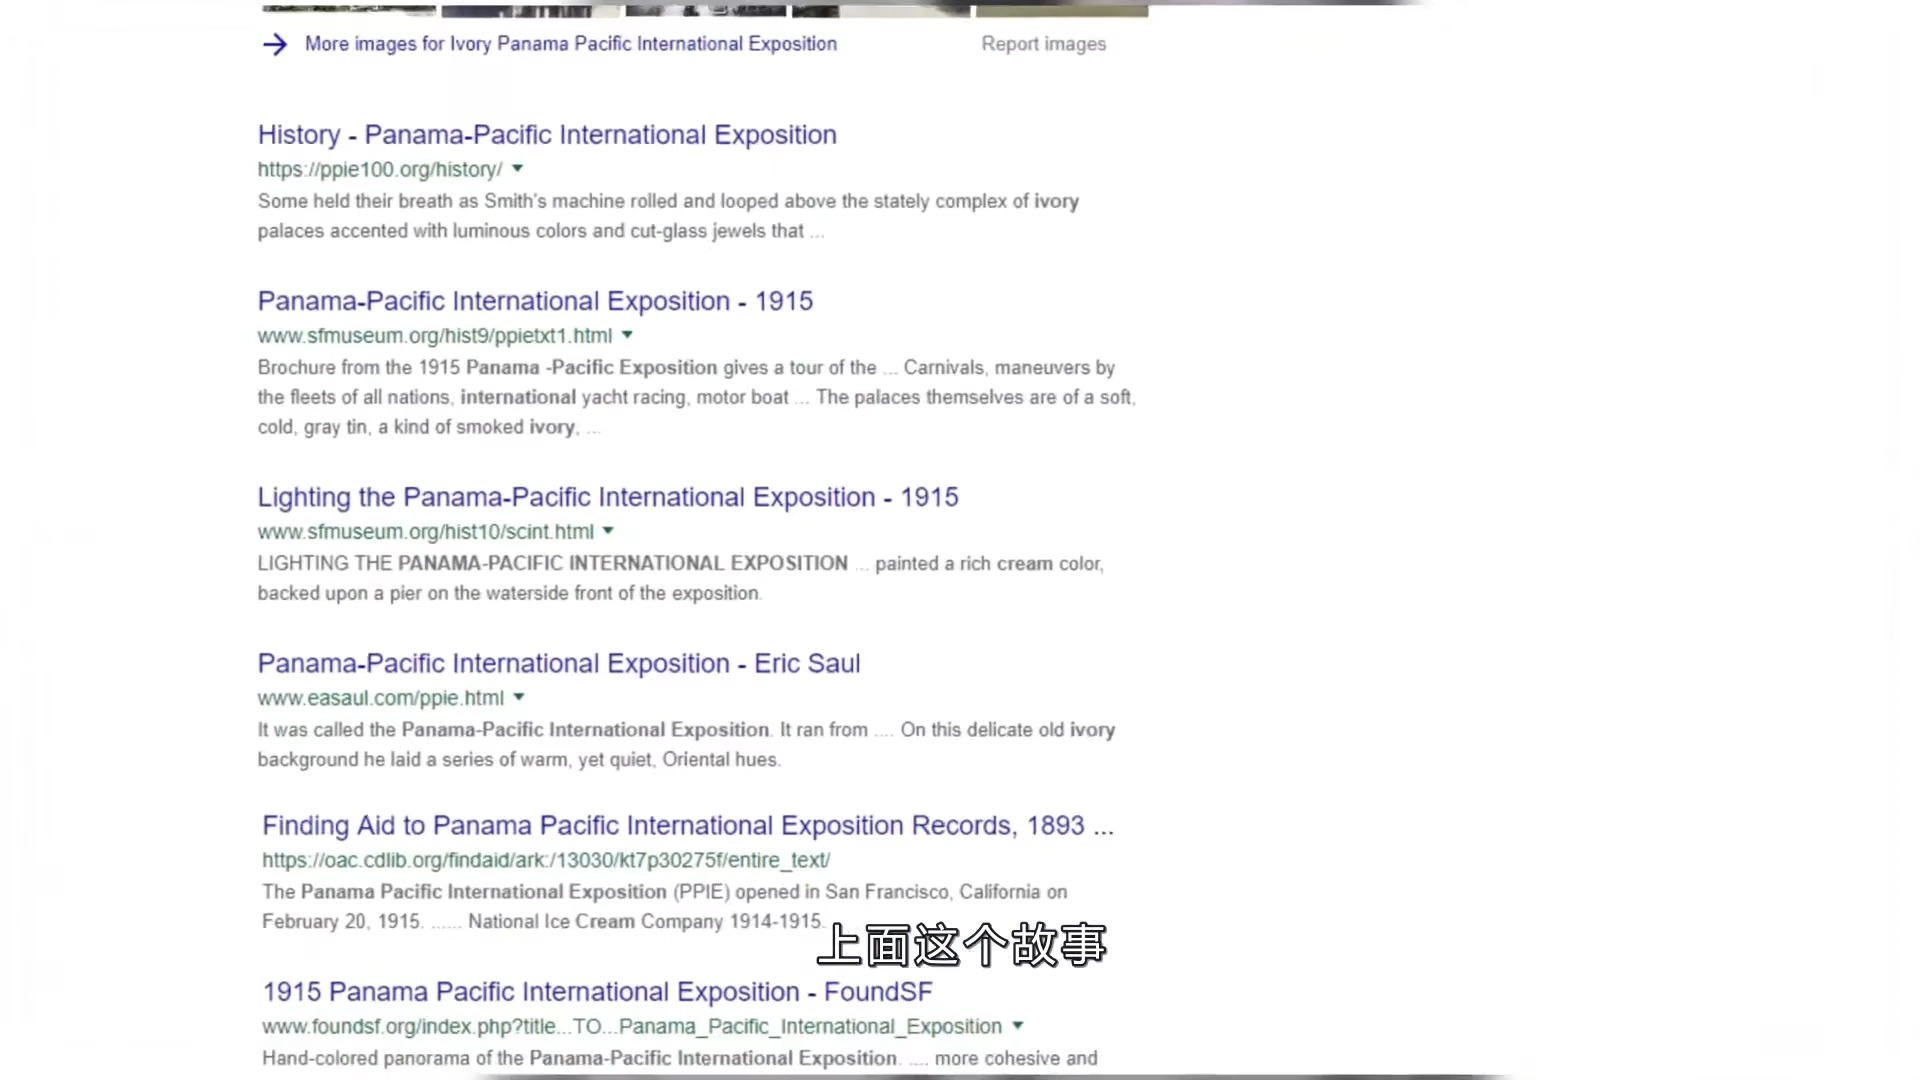 More images for Ivory Panama Pacific International Exposition
Report images
History - Panama-Pacific International Exposition
https://ppie100.org/history/
Some held their breath as Smith's machine rolled and looped above the stately complex of ivory
palaces accented with luminous colors and cut-glass jewels that ...
Panama-Pacific International Exposition - 1915
www.sfmuseum.org/hist9/ppietxt1.html
Brochure from the 1915 Panama -Pacific Exposition gives a tour of the ... Carnivals, maneuvers by
the fleets of all nations, international yacht racing, motor boat ... The palaces themselves are of a soft,
cold, gray tin, a kind of smoked ivory, ...
Lighting the Panama-Pacific International Exposition - 1915
www.sfmuseum.org/hist10/scint.html
LIGHTING THE PANAMA-PACIFIC INTERNATIONAL EXPOSITION ... painted a rich cream color,
backed upon a pier on the waterside front of the exposition.
Panama-Pacific International Exposition - Eric Saul
www.easaul.com/ppie.html
It was called the Panama-Pacific International Exposition. It ran from .... On this delicate old ivory
background he laid a series of warm, yet quiet, Oriental hues.
Finding Aid to Panama Pacific International Exposition Records, 1893 ...
https://oac.cdlib.org/findaid/ark:/13030/kt7p30275f/entire_text/
The Panama Pacific International Exposition (PPIE) opened in San Francisco, California on
February 20, 1915. ...... National Ice Cream Company 1914-1915.
上面这个故事
1915 Panama Pacific International Exposition - FoundSF
www.foundsf.org/index.php?title...TO...Panama_Pacific_International_Exposition
Hand-colored panorama of the Panama-Pacific International Exposition. .... more cohesive and